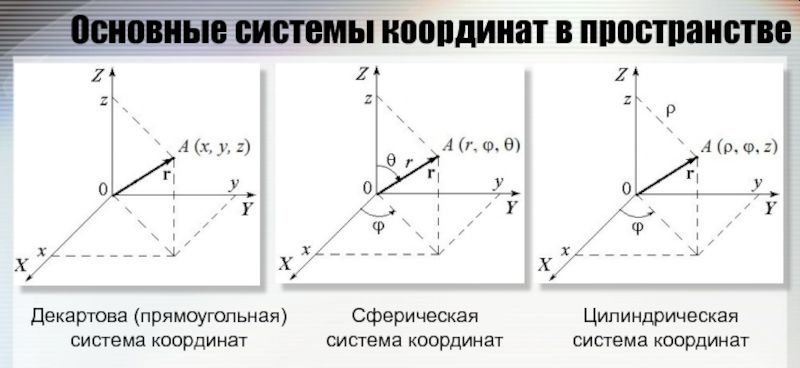 Основные системы координат в пространстве
Z
z
A (x, y, z)
r
0
y
Y
x
X
Декартова (прямоугольная)
система координат
Z
z
A (r, φ, θ)
θ
r
r
0
y
Y
φ
x
X
Сферическая
система координат
Z
z
ρ
A (ρ, φ, z)
r
0
y
Y
φ
x
X
Цилиндрическая
система координат